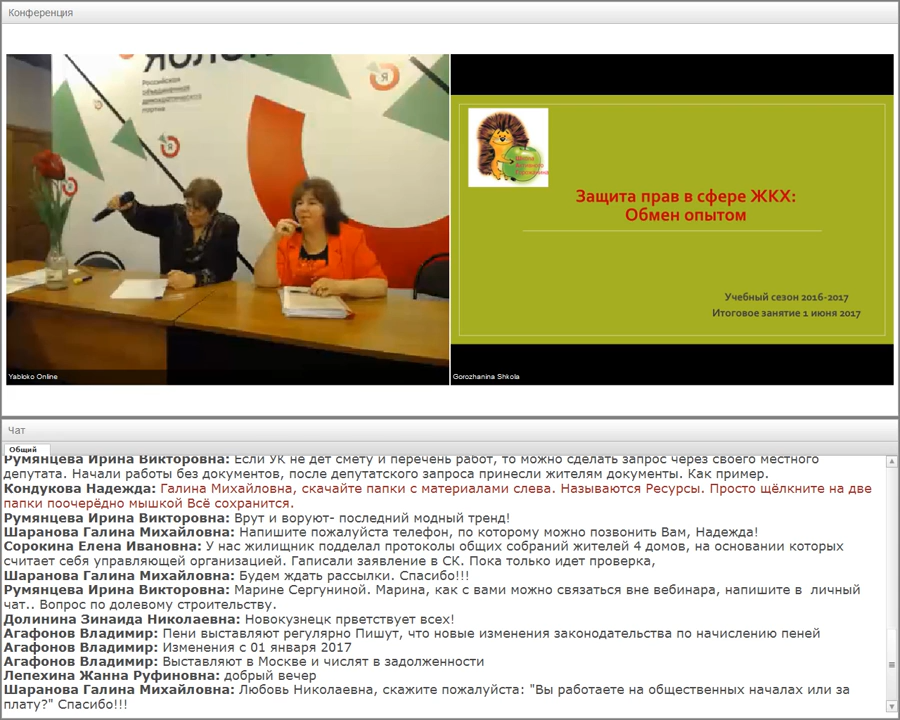 Конференция
ЯБЛОКО
Российская
объединенная
демократическая
партия
Я
Yabloko Online
Защита прав в сфере ЖКХ:
Обмен опытом
Учебный сезон 2016-2017
Итоговое занятие 1 июня 2017
Gorozhanina Shkola
Чат
Общий
Румянцева Ирина Викторовна: Если УК не дет смету и перечень работ, то можно сделать запрос через своего местного
депутата. Начали работы без документов, после депутатского запроса принесли жителям документы. Как пример.
Кондукова Надежда: Галина Михайловна, скачайте папки с материалами слева. Называются Ресурсы. Просто щёлкните на две
папки поочерёдно мышкой Всё сохранится.
Румянцева Ирина Викторовна: Врут и воруют- последний модный тренд!
Шаранова Галина Михайловна: Напишите пожалуйста телефон, по которому можно позвонить Вам, Надежда!
Сорокина Елена Ивановна: У нас жилищник подделал протоколы общих собраний жителей 4 домов, на основании которых
считает себя управляющей организацией. Гаписали заявление в СК. Пока только идет проверка,
Шаранова Галина Михайловна: Будем ждать рассылки. Спасибо!!!
Румянцева Ирина Викторовна: Марине Сергуниной. Марина, как с вами можно связаться вне вебинара, напишите в личный
чат.. Вопрос по долевому строительству.
Долинина Зинаида Николаевна: Новокузнецк прветствует всех!
Агафонов Владимир: Пени выставляют регулярно Пишут, что новые изменения законодательства по начислению пеней
Агафонов Владимир: Изменения с 01 января 2017
Агафонов Владимир: Выставляют в Москве и числят в задолженности
Лепехина Жанна Руфиновна: добрый вечер
Шаранова Галина Михайловна: Любовь Николаевна, скажите пожалуйста: "Вы работаете на общественных началах или за
плату?" Спасибо!!!